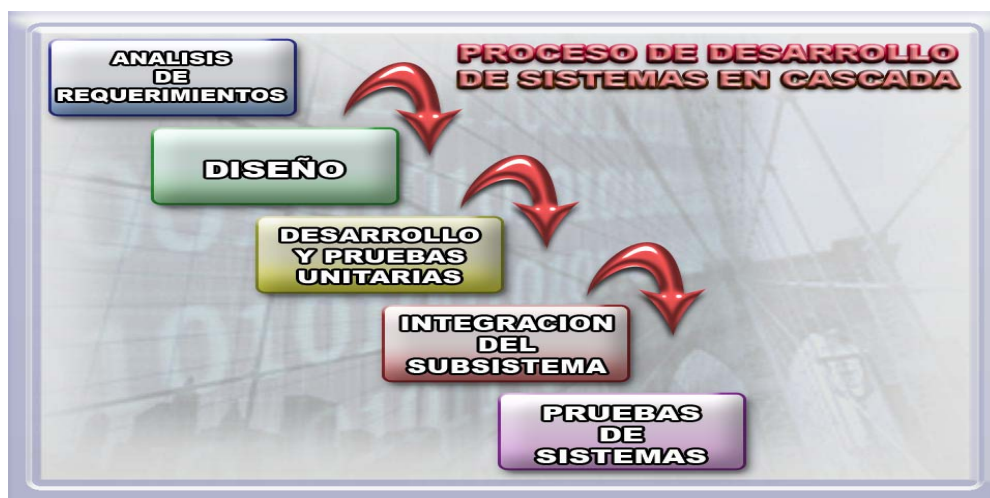 PROCESO DE DESARROLLO
DE SISTEMAS EN CASCADA
ANALISIS
DE
REQUERIMIENTOS
DISEÑO
DESARROLLO
Y PRUEBAS
UNITARIAS
INTEGRACION
DEL
SUBSISTEMA
PRUEBAS
DE
SISTEMAS